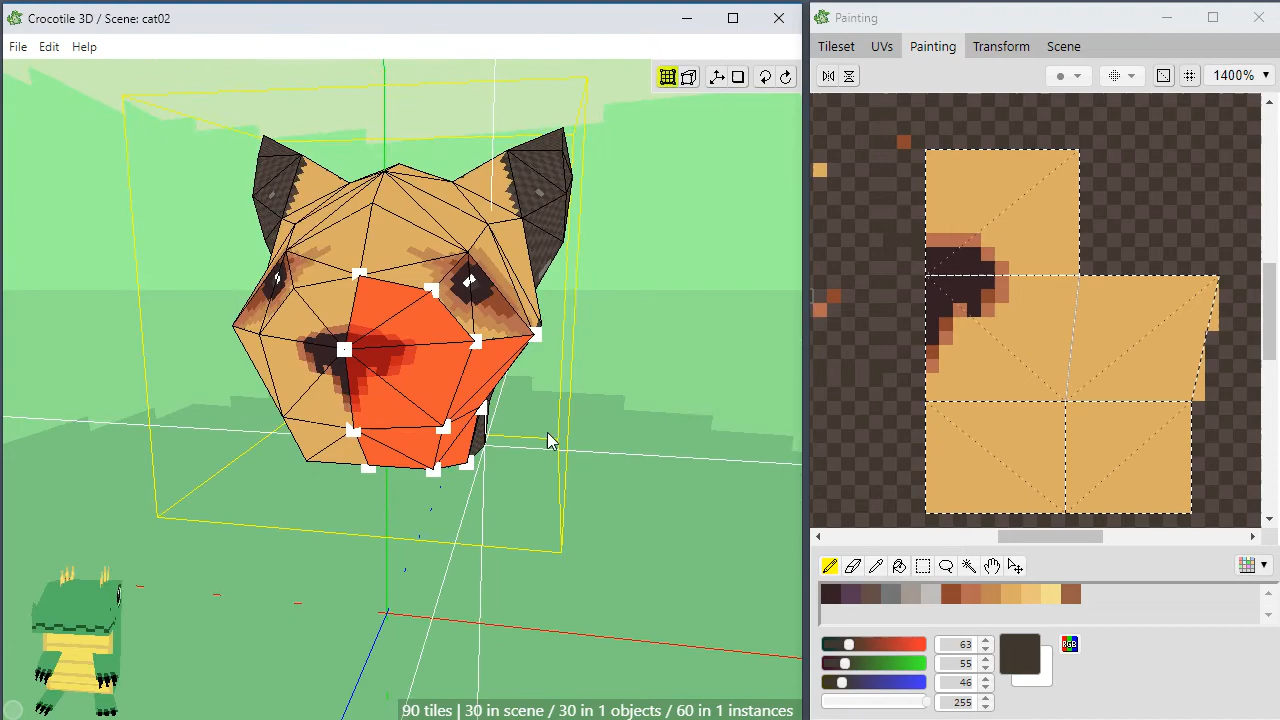 Crocotile 3D / Scene: cat02
File Edit Help
90 tiles | 30 in scene / 30 in 1 objects / 60 in 1 instances
Painting
Tileset UVs Painting Transform Scene
1400%
63
55
46
255
RGB